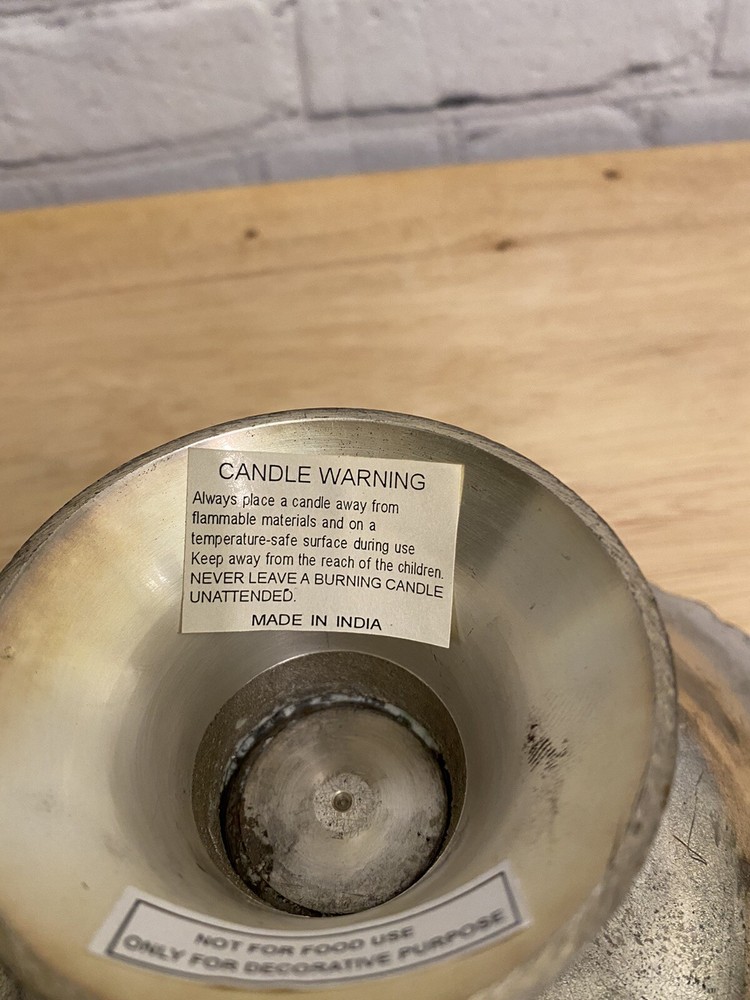 CANDLE WARNING
Always place a candle away from
flammable materials and on a
temperature-safe surface during use
Keep away from the reach of the children.
NEVER LEAVE A BURNING CANDLE
UNATTENDED.
MADE IN INDIA
NOT FOR FOOD USE
ONLY FOR DECORATIVE PURPOSE